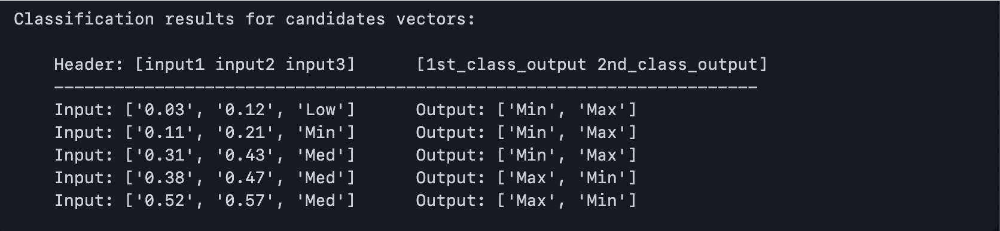 Classification results for candidates vectors:
Header: [input1 input2 input3]      [1st_class_output 2nd_class_output]
----------------------------------------------------------------------
Input: ['0.03', '0.12', 'Low']      Output: ['Min', 'Max']
Input: ['0.11', '0.21', 'Min']      Output: ['Min', 'Max']
Input: ['0.31', '0.43', 'Med']      Output: ['Min', 'Max']
Input: ['0.38', '0.47', 'Med']      Output: ['Max', 'Min']
Input: ['0.52', '0.57', 'Med']      Output: ['Max', 'Min']